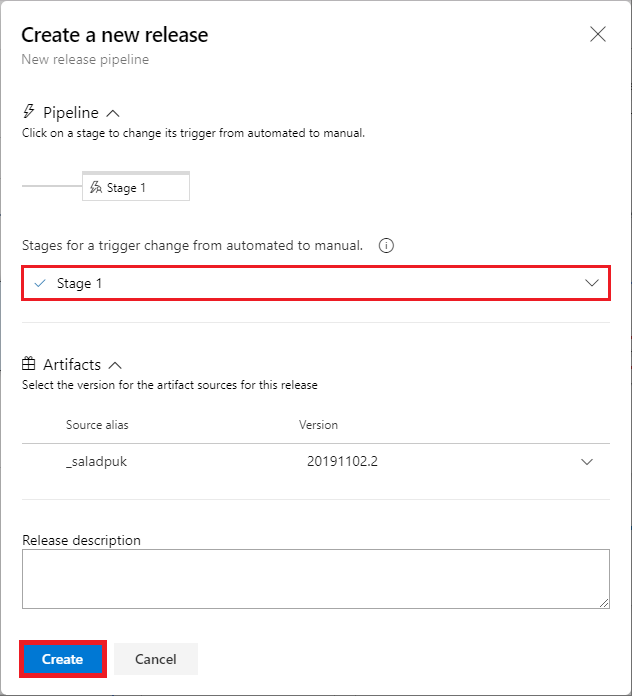 Create a new release
New release pipeline
Pipeline
Click on a stage to change its trigger from automated to manual.
Stage 1
Stages for a trigger change from automated to manual.
Stage 1
Artifacts
Select the version for the artifact sources for this release
Source alias Version
_saladpuk 20191102.2
Release description
Create Cancel